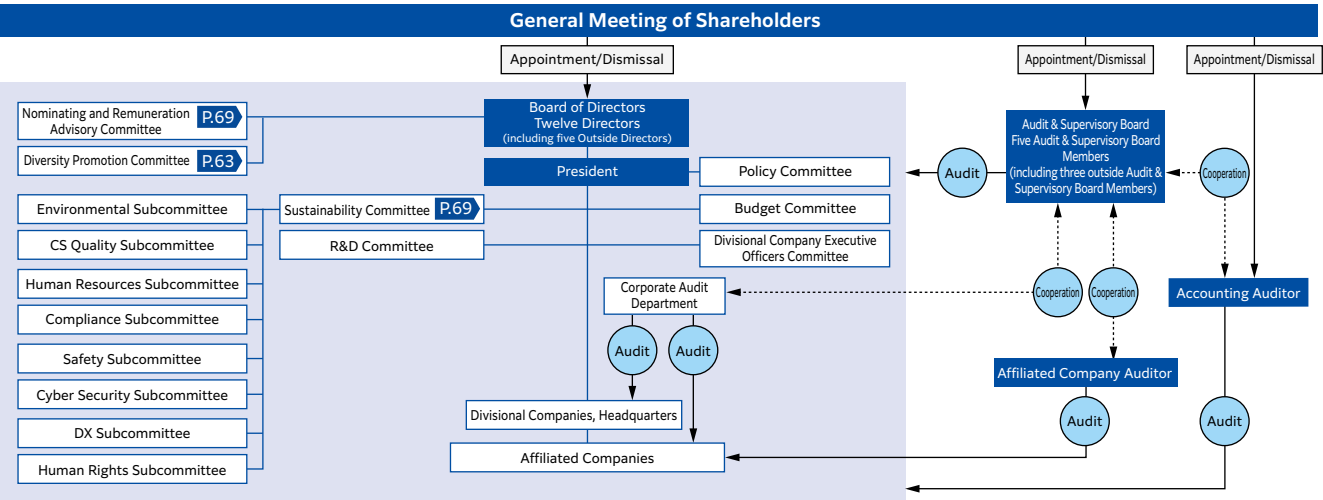 General Meeting of Shareholders
Appointment/Dismissal
Appointment/Dismissal
Appointment/Dismissal
Nominating and Remuneration
Advisory Committee
P.69
Diversity Promotion Committee
P.63
Board of Directors
Twelve Directors
(including five Outside Directors)
President
Policy Committee
Environmental Subcommittee
Sustainability Committee
P.69
Budget Committee
CS Quality Subcommittee
R&D Committee
Divisional Company Executive
Officers Committee
Human Resources Subcommittee
Compliance Subcommittee
Safety Subcommittee
Cyber Security Subcommittee
DX Subcommittee
Human Rights Subcommittee
Corporate Audit
Department
Audit
Audit
Divisional Companies, Headquarters
Affiliated Companies
Audit
Audit & Supervisory Board
Five Audit & Supervisory Board
Members
(including three outside Audit &
Supervisory Board Members)
Cooperation
Cooperation
Cooperation
Accounting Auditor
Affiliated Company Auditor
Audit
Audit